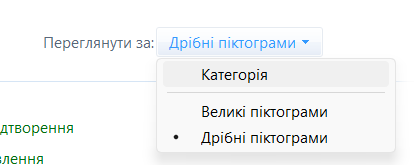 Переглянути за: Дрібні піктограми
Категорія
Великі піктограми
Дрібні піктограми